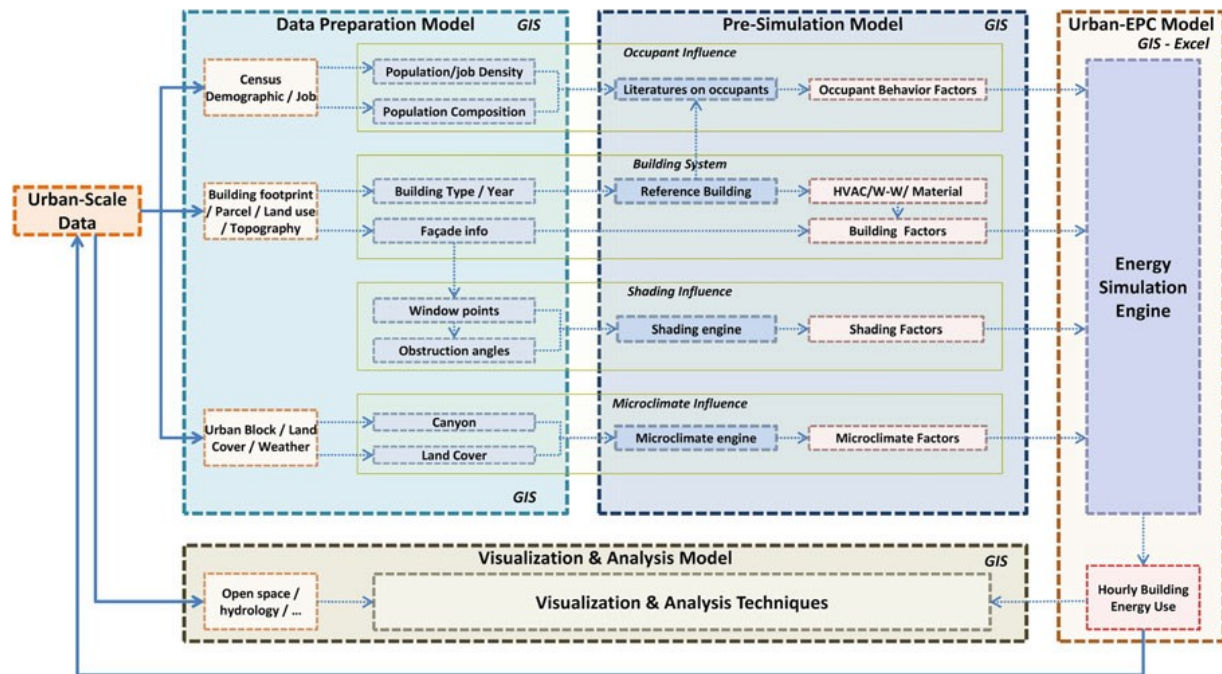 Data Preparation Model
GIS
Pre-Simulation Model
GIS
Urban-EPC Model
GIS - Excel
Occupant Influence
Census
Demographic / Job
Population/job Density
Population Composition
Literatures on occupants
Occupant Behavior Factors
Building System
Urban-Scale
Data
Building footprint
/ Parcel / Land use
/ Topography
Building Type / Year
Façade info
Reference Building
HVAC/W-W/ Material
Building Factors
Energy
Simulation
Engine
Shading Influence
Window points
Obstruction angles
Shading engine
Shading Factors
Microclimate Influence
Urban Block / Land
Cover / Weather
Canyon
Land Cover
Microclimate engine
Microclimate Factors
GIS
Visualization & Analysis Model
GIS
Open space /
hydrology / ...
Visualization & Analysis Techniques
Hourly Building
Energy Use